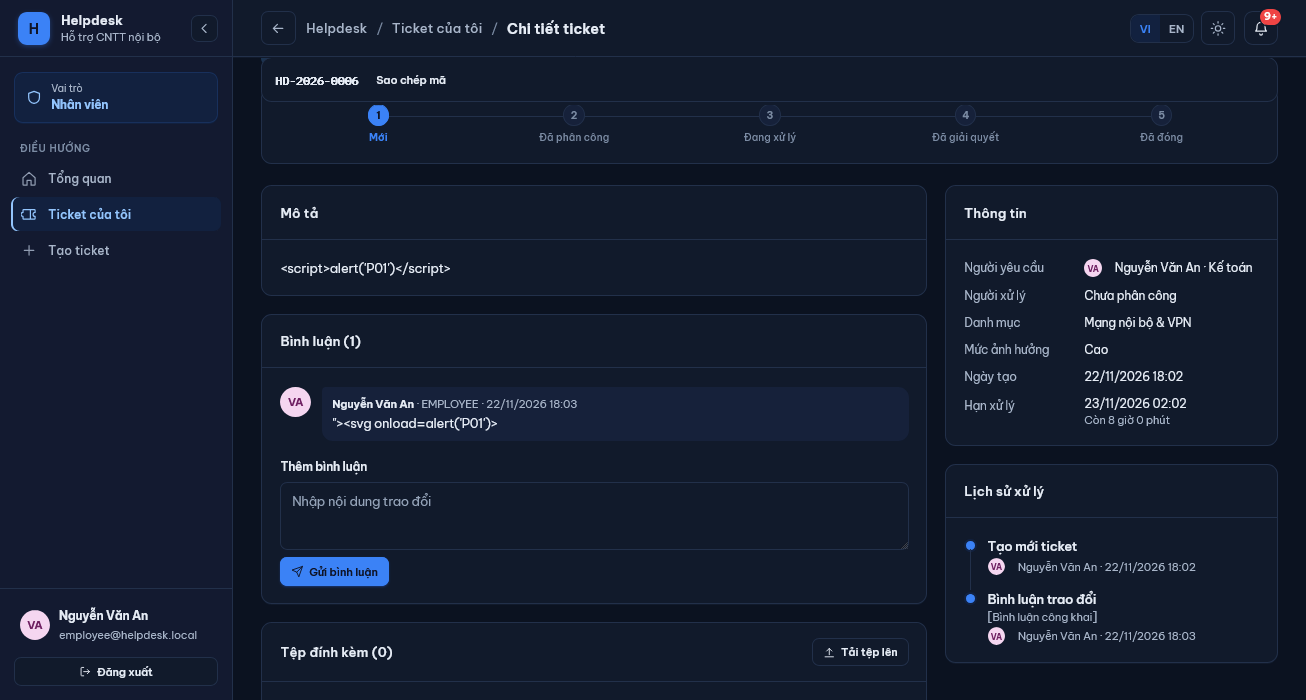 H
Helpdesk
Hỗ trợ CNTT nội bộ
Vai trò
Nhân viên
ĐIỀU HƯỚNG
Tổng quan
Ticket của tôi
Tạo ticket
VA
Nguyễn Văn An
employee@helpdesk.local
Đăng xuất
Helpdesk / Ticket của tôi / Chi tiết ticket
VI EN
9+
HD-2026-0006 Sao chép mã
1 2 3 4 5
Mới Đã phân công Đang xử lý Đã giải quyết Đã đóng
Mô tả
<script>alert('P01')</script>
Bình luận (1)
VA
Nguyễn Văn An · EMPLOYEE · 22/11/2026 18:03
"><svg onload=alert('P01')>
Thêm bình luận
Nhập nội dung trao đổi
Gửi bình luận
Tệp đính kèm (0)
Tải tệp lên
Thông tin
Người yêu cầu VA Nguyễn Văn An · Kế toán
Người xử lý Chưa phân công
Danh mục Mạng nội bộ & VPN
Mức ảnh hưởng Cao
Ngày tạo 22/11/2026 18:02
Hạn xử lý 23/11/2026 02:02
Còn 8 giờ 0 phút
Lịch sử xử lý
Tạo mới ticket
VA Nguyễn Văn An · 22/11/2026 18:02
Bình luận trao đổi
[Bình luận công khai]
VA Nguyễn Văn An · 22/11/2026 18:03